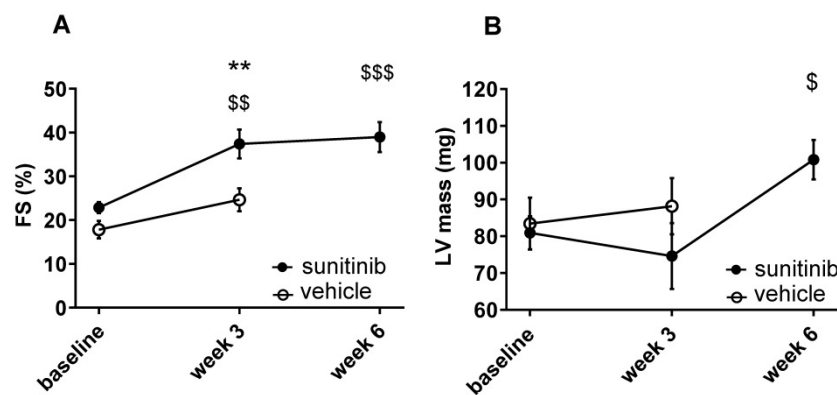 A
**
$$$
$$
FS (%)
50
40
30
20
10
0
sunitinib
vehicle
baseline
week 3
week 6
B
$
LV mass (mg)
120
110
100
90
80
70
60
sunitinib
vehicle
baseline
week 3
week 6